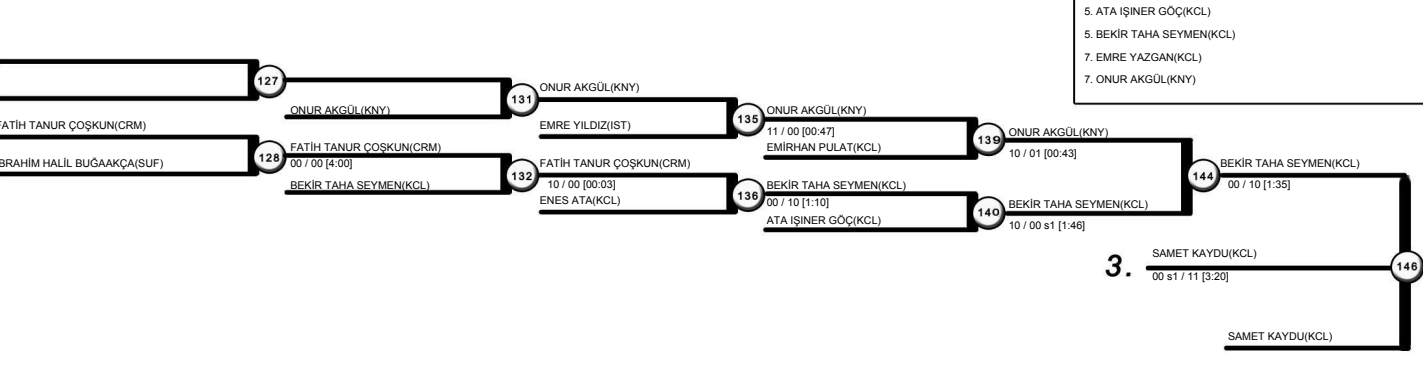 5. ATA IŞINER GÖÇ(KCL)
5. BEKİR TAHA SEYMEN(KCL)
7. EMRE YAZGAN(KCL)
7. ONUR AKGÜL(KNY)
127
ONUR AKGÜL(KNY)
131
ONUR AKGÜL(KNY)
EMRE YILDIZ(IST)
135
ONUR AKGÜL(KNY)
11 / 00 [00:47]
EMİRHAN PULAT(KCL)
139
ONUR AKGÜL(KNY)
10 / 01 [00:43]
144
BEKİR TAHA SEYMEN(KCL)
00 / 10 [1:35]
FATİH TANUR ÇOŞKUN(CRM)
İBRAHİM HALİL BUĞAAKÇA(SUF)
128
FATİH TANUR ÇOŞKUN(CRM)
00 / 00 [4:00]
BEKİR TAHA SEYMEN(KCL)
132
FATİH TANUR ÇOŞKUN(CRM)
10 / 00 [00:03]
ENES ATA(KCL)
136
BEKİR TAHA SEYMEN(KCL)
00 / 10 [1:10]
ATA IŞINER GÖÇ(KCL)
140
BEKİR TAHA SEYMEN(KCL)
10 / 00 s1 [1:46]
3.
SAMET KAYDU(KCL)
00 s1 / 11 [3:20]
146
SAMET KAYDU(KCL)